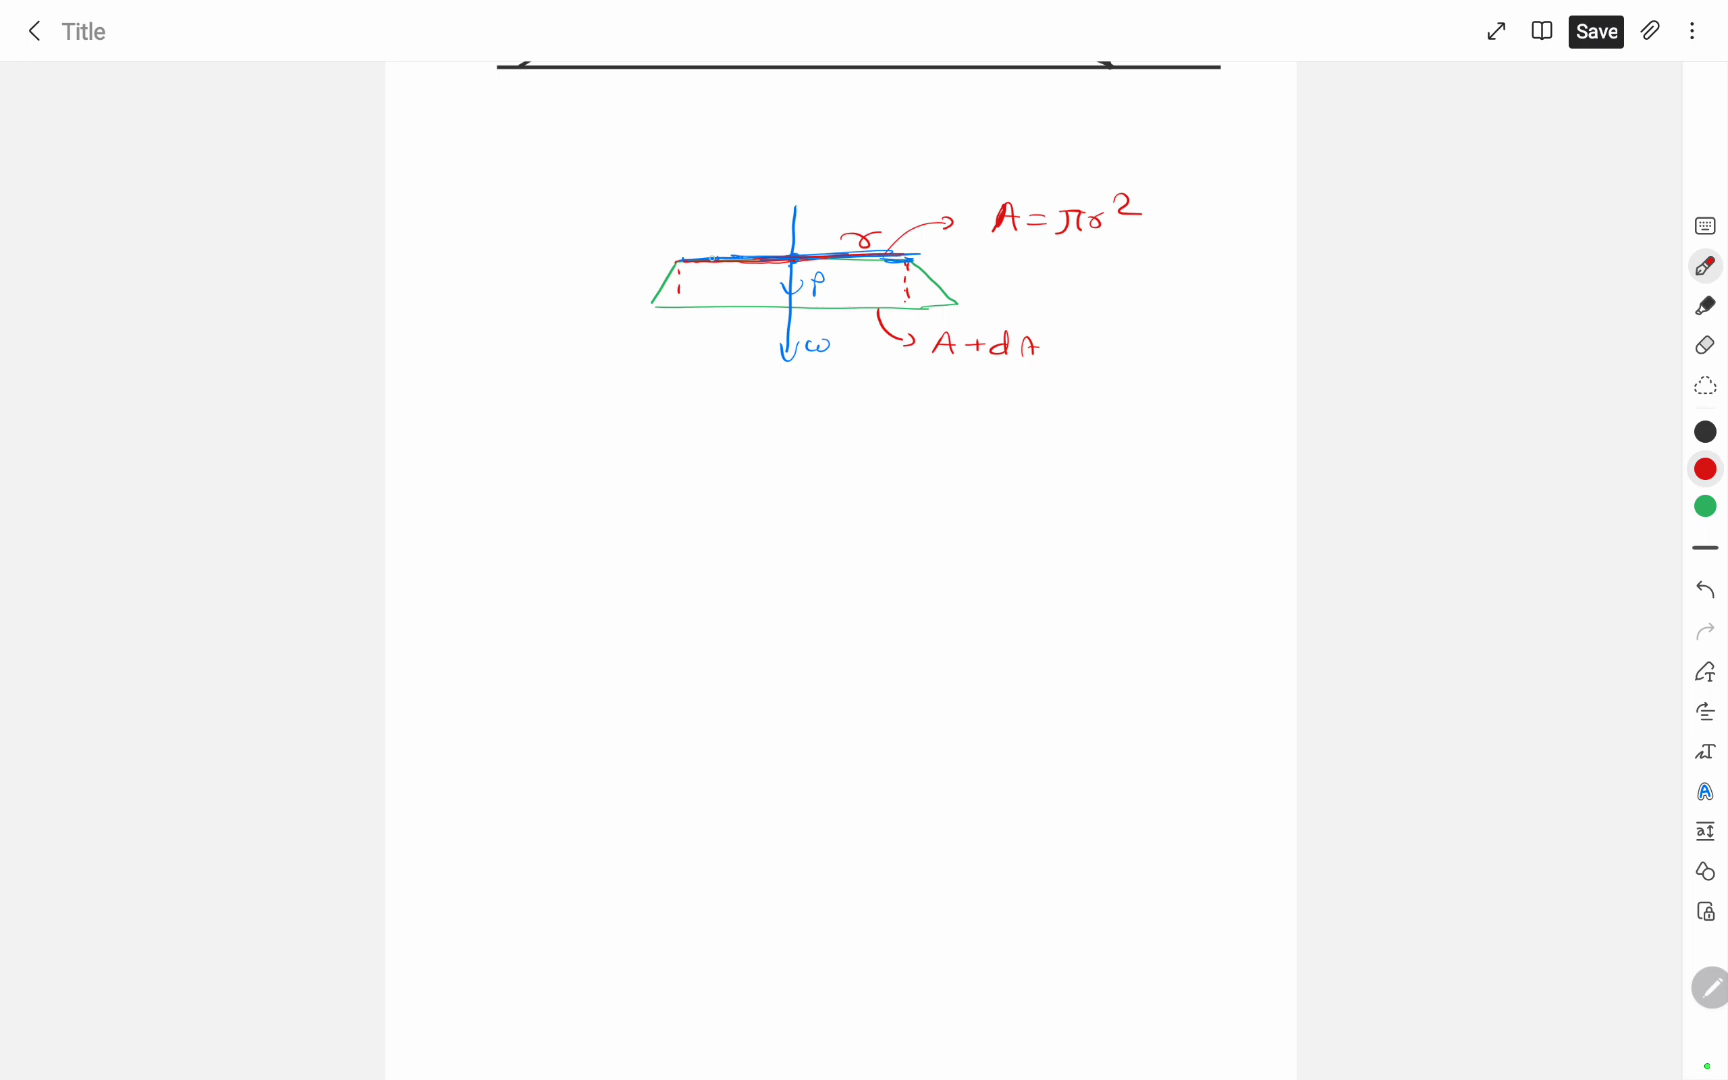 Title
Save
A = πr²
r
P
ω
A + dA